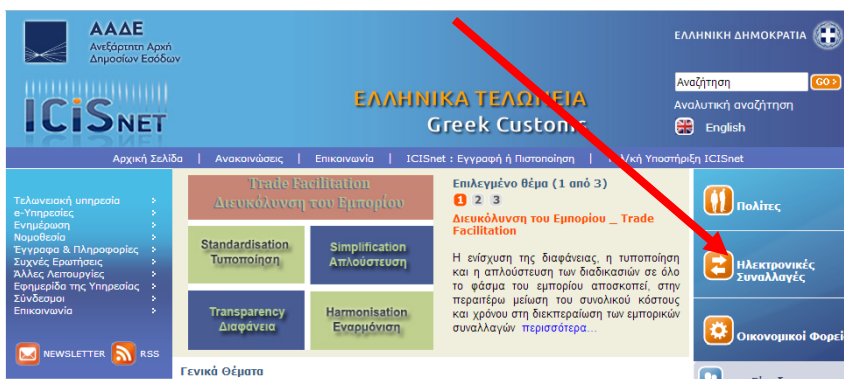 ΑΑΔΕ
Ανεξάρτητη Αρχή
Δημοσίων Εσόδων
ICISNET
ΕΛΛΗΝΙΚΑ ΤΕΛΩΝΕΙΑ
Greek Customs
ΕΛΛΗΝΙΚΗ ΔΗΜΟΚΡΑΤΙΑ
Αναζήτηση GO >
Αναλυτική αναζήτηση
English
Αρχική Σελίδα | Ανακοινώσεις | Επικοινωνία | ICISnet : Εγγραφή ή Πιστοποίηση | Υποστήριξη ICISnet
Τελωνειακή υπηρεσία
e-Υπηρεσίες
Ενημέρωση
Νομοθεσία
Έγγραφα & Πληροφορίες
Συχνές Ερωτήσεις
Άλλες Λειτουργίες
Εφημερίδα της Υπηρεσίας
Σύνδεσμοι
Επικοινωνία
NEWSLETTER RSS
Trade Facilitation
Διευκόλυνση του Εμπορίου
Standardisation
Τυποποίηση
Simplification
Απλούστευση
Transparency
Διαφάνεια
Harmonisation
Εναρμόνιση
Γενικά Θέματα
Επιλεγμένο θέμα (1 από 3)
1 2 3
Διευκόλυνση του Εμπορίου _ Trade
Facilitation
Η ενίσχυση της διαφάνειας, η τυποποίηση
και η απλούστευση των διαδικασιών σε όλο
το φάσμα του εμπορίου αποσκοπεί, στην
περαιτέρω μείωση του συνολικού κόστους
και χρόνου στη διεκπεραίωση των εμπορικών
συναλλαγών περισσότερα...
Πολίτες
Ηλεκτρονικές
Συναλλαγές
Οικονομικοί Φορεί